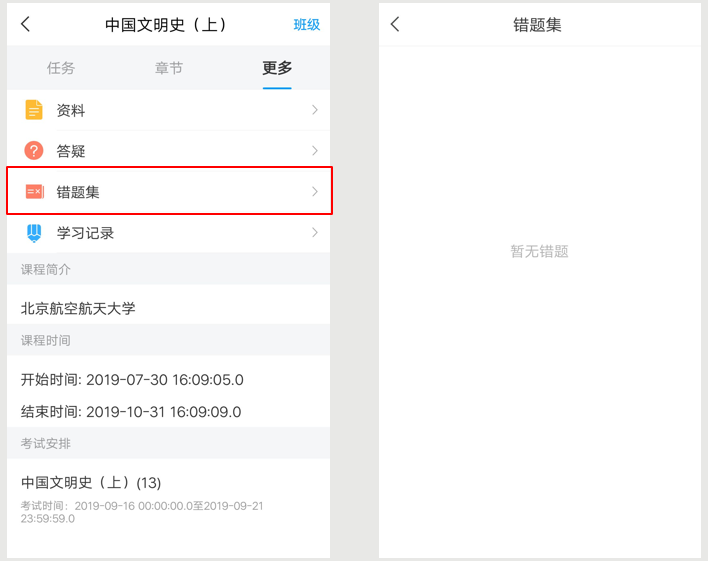 中国文明史（上）
班级
任务
章节
更多
资料
答疑
错题集
学习记录
课程简介
北京航空航天大学
课程时间
开始时间: 2019-07-30 16:09:05.0
结束时间: 2019-10-31 16:09:09.0
考试安排
中国文明史（上）(13)
考试时间：2019-09-16 00:00:00.0至2019-09-21
23:59:59.0
错题集
暂无错题